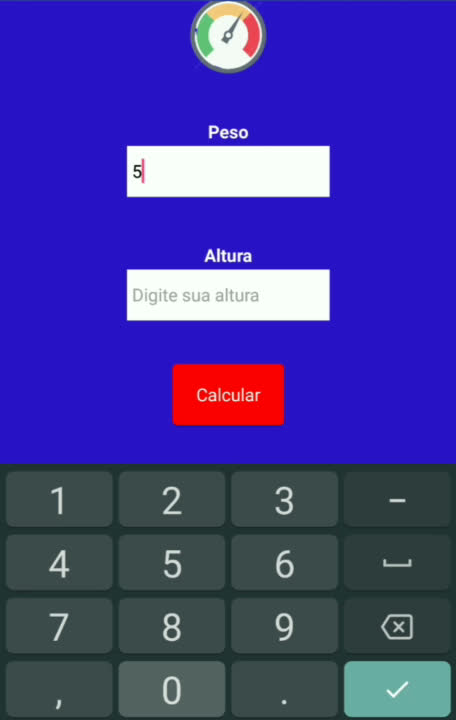 Peso
5
Altura
Digite sua altura
Calcular
1 2 3 -
4 5 6
7 8 9
, 0 .